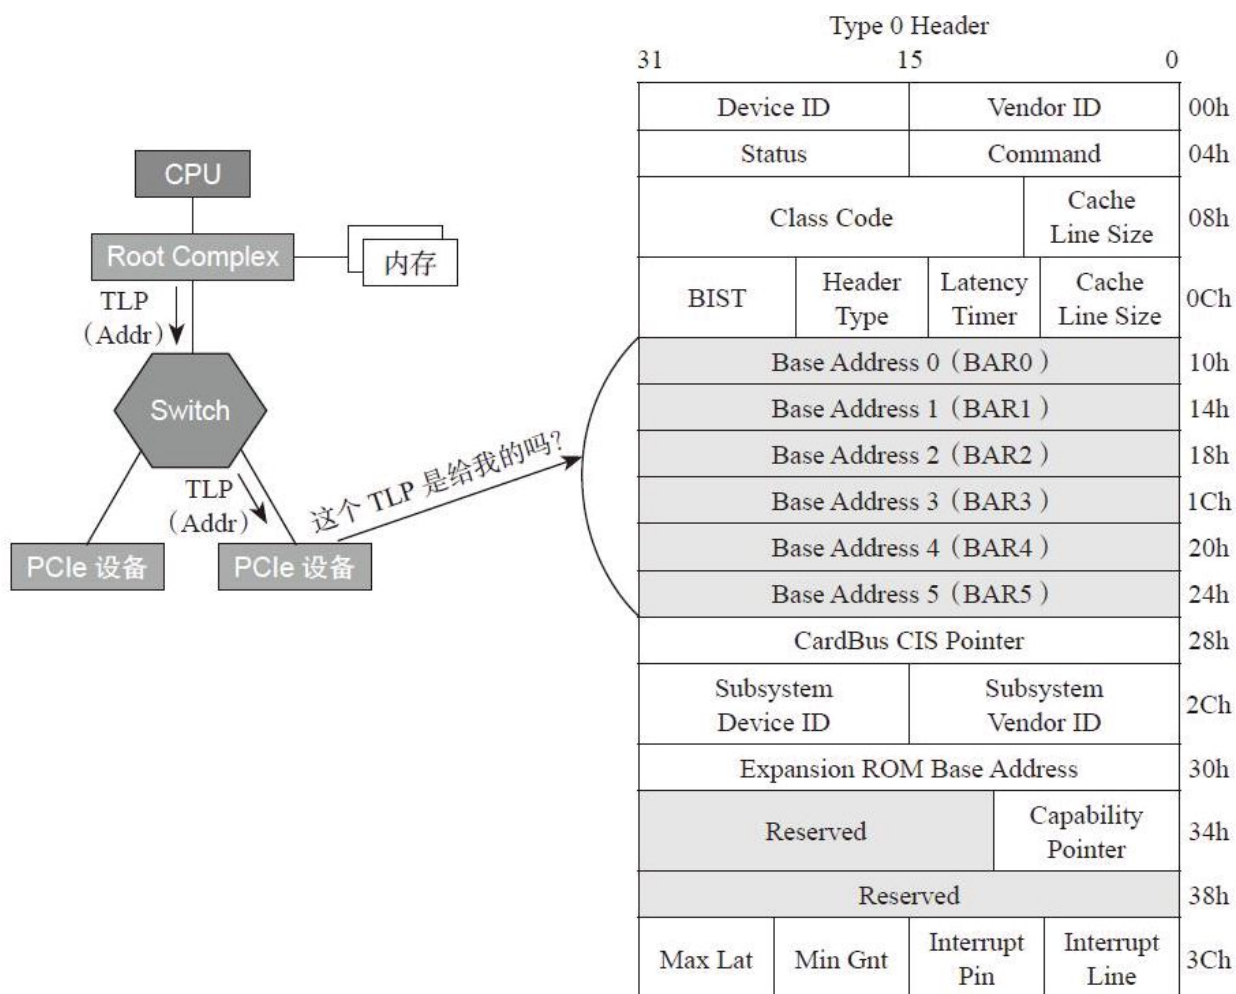 Type 0 Header
31 15 0
Device ID Vendor ID 00h
Status Command 04h
Class Code Cache
Line Size 08h
BIST Header
Type Latency
Timer Cache
Line Size 0Ch
Base Address 0（BAR0） 10h
Base Address 1（BAR1） 14h
Base Address 2（BAR2） 18h
Base Address 3（BAR3） 1Ch
Base Address 4（BAR4） 20h
Base Address 5（BAR5） 24h
CardBus CIS Pointer 28h
Subsystem
Device ID Subsystem
Vendor ID 2Ch
Expansion ROM Base Address 30h
Reserved Capability
Pointer 34h
Reserved 38h
Max Lat Min Gnt Interrupt
Pin Interrupt
Line 3Ch
CPU
Root Complex
内存
TLP
（Addr）
Switch
TLP
（Addr）
这个 TLP 是给我的吗?
PCIe 设备
PCIe 设备